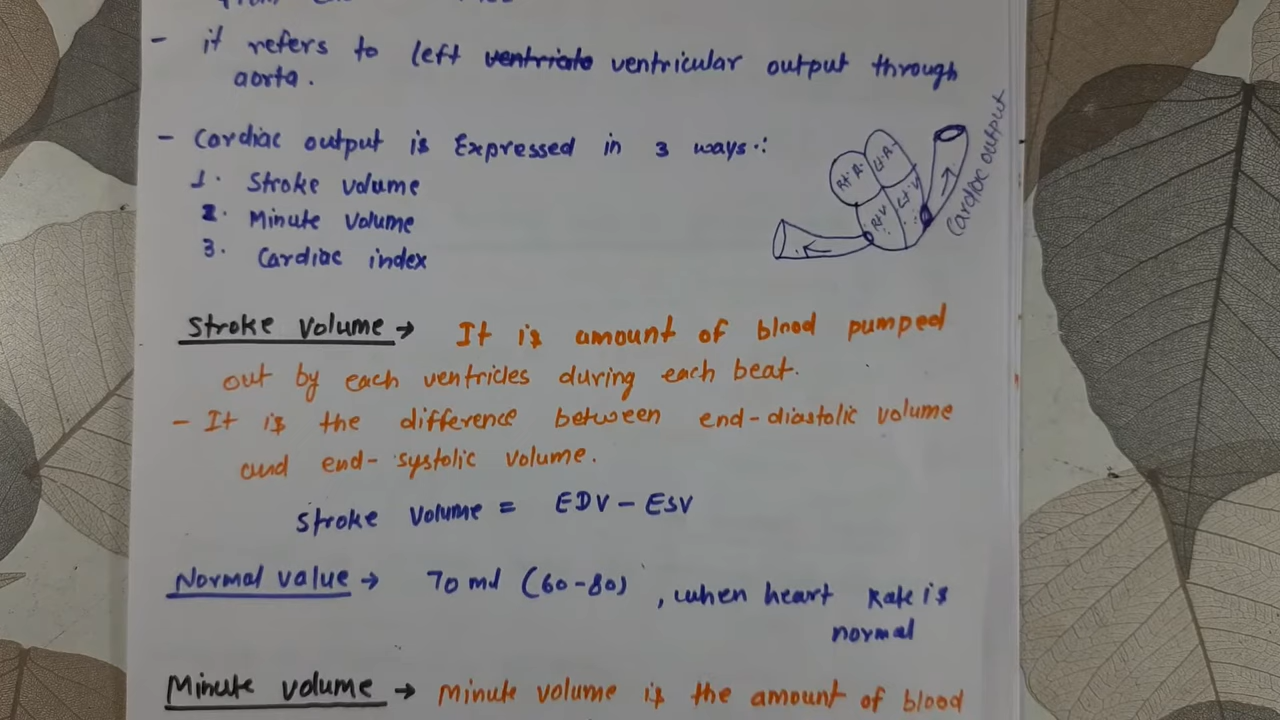 - it refers to left ventricle ventricular output through
aorta.
- Cardiac output is Expressed in 3 ways:
1. Stroke volume
2. Minute volume
3. Cardiac index
Rt. A.
Lt. A.
Rt. V
Lt. V
Cardiac output
Stroke volume → It is amount of blood pumped
out by each ventricles during each beat.
- It is the difference between end-diastolic volume
and end-systolic volume.
Stroke volume = EDV - ESV
Normal value → 70 ml (60-80), when heart Rate is
normal
Minute volume → Minute volume is the amount of blood